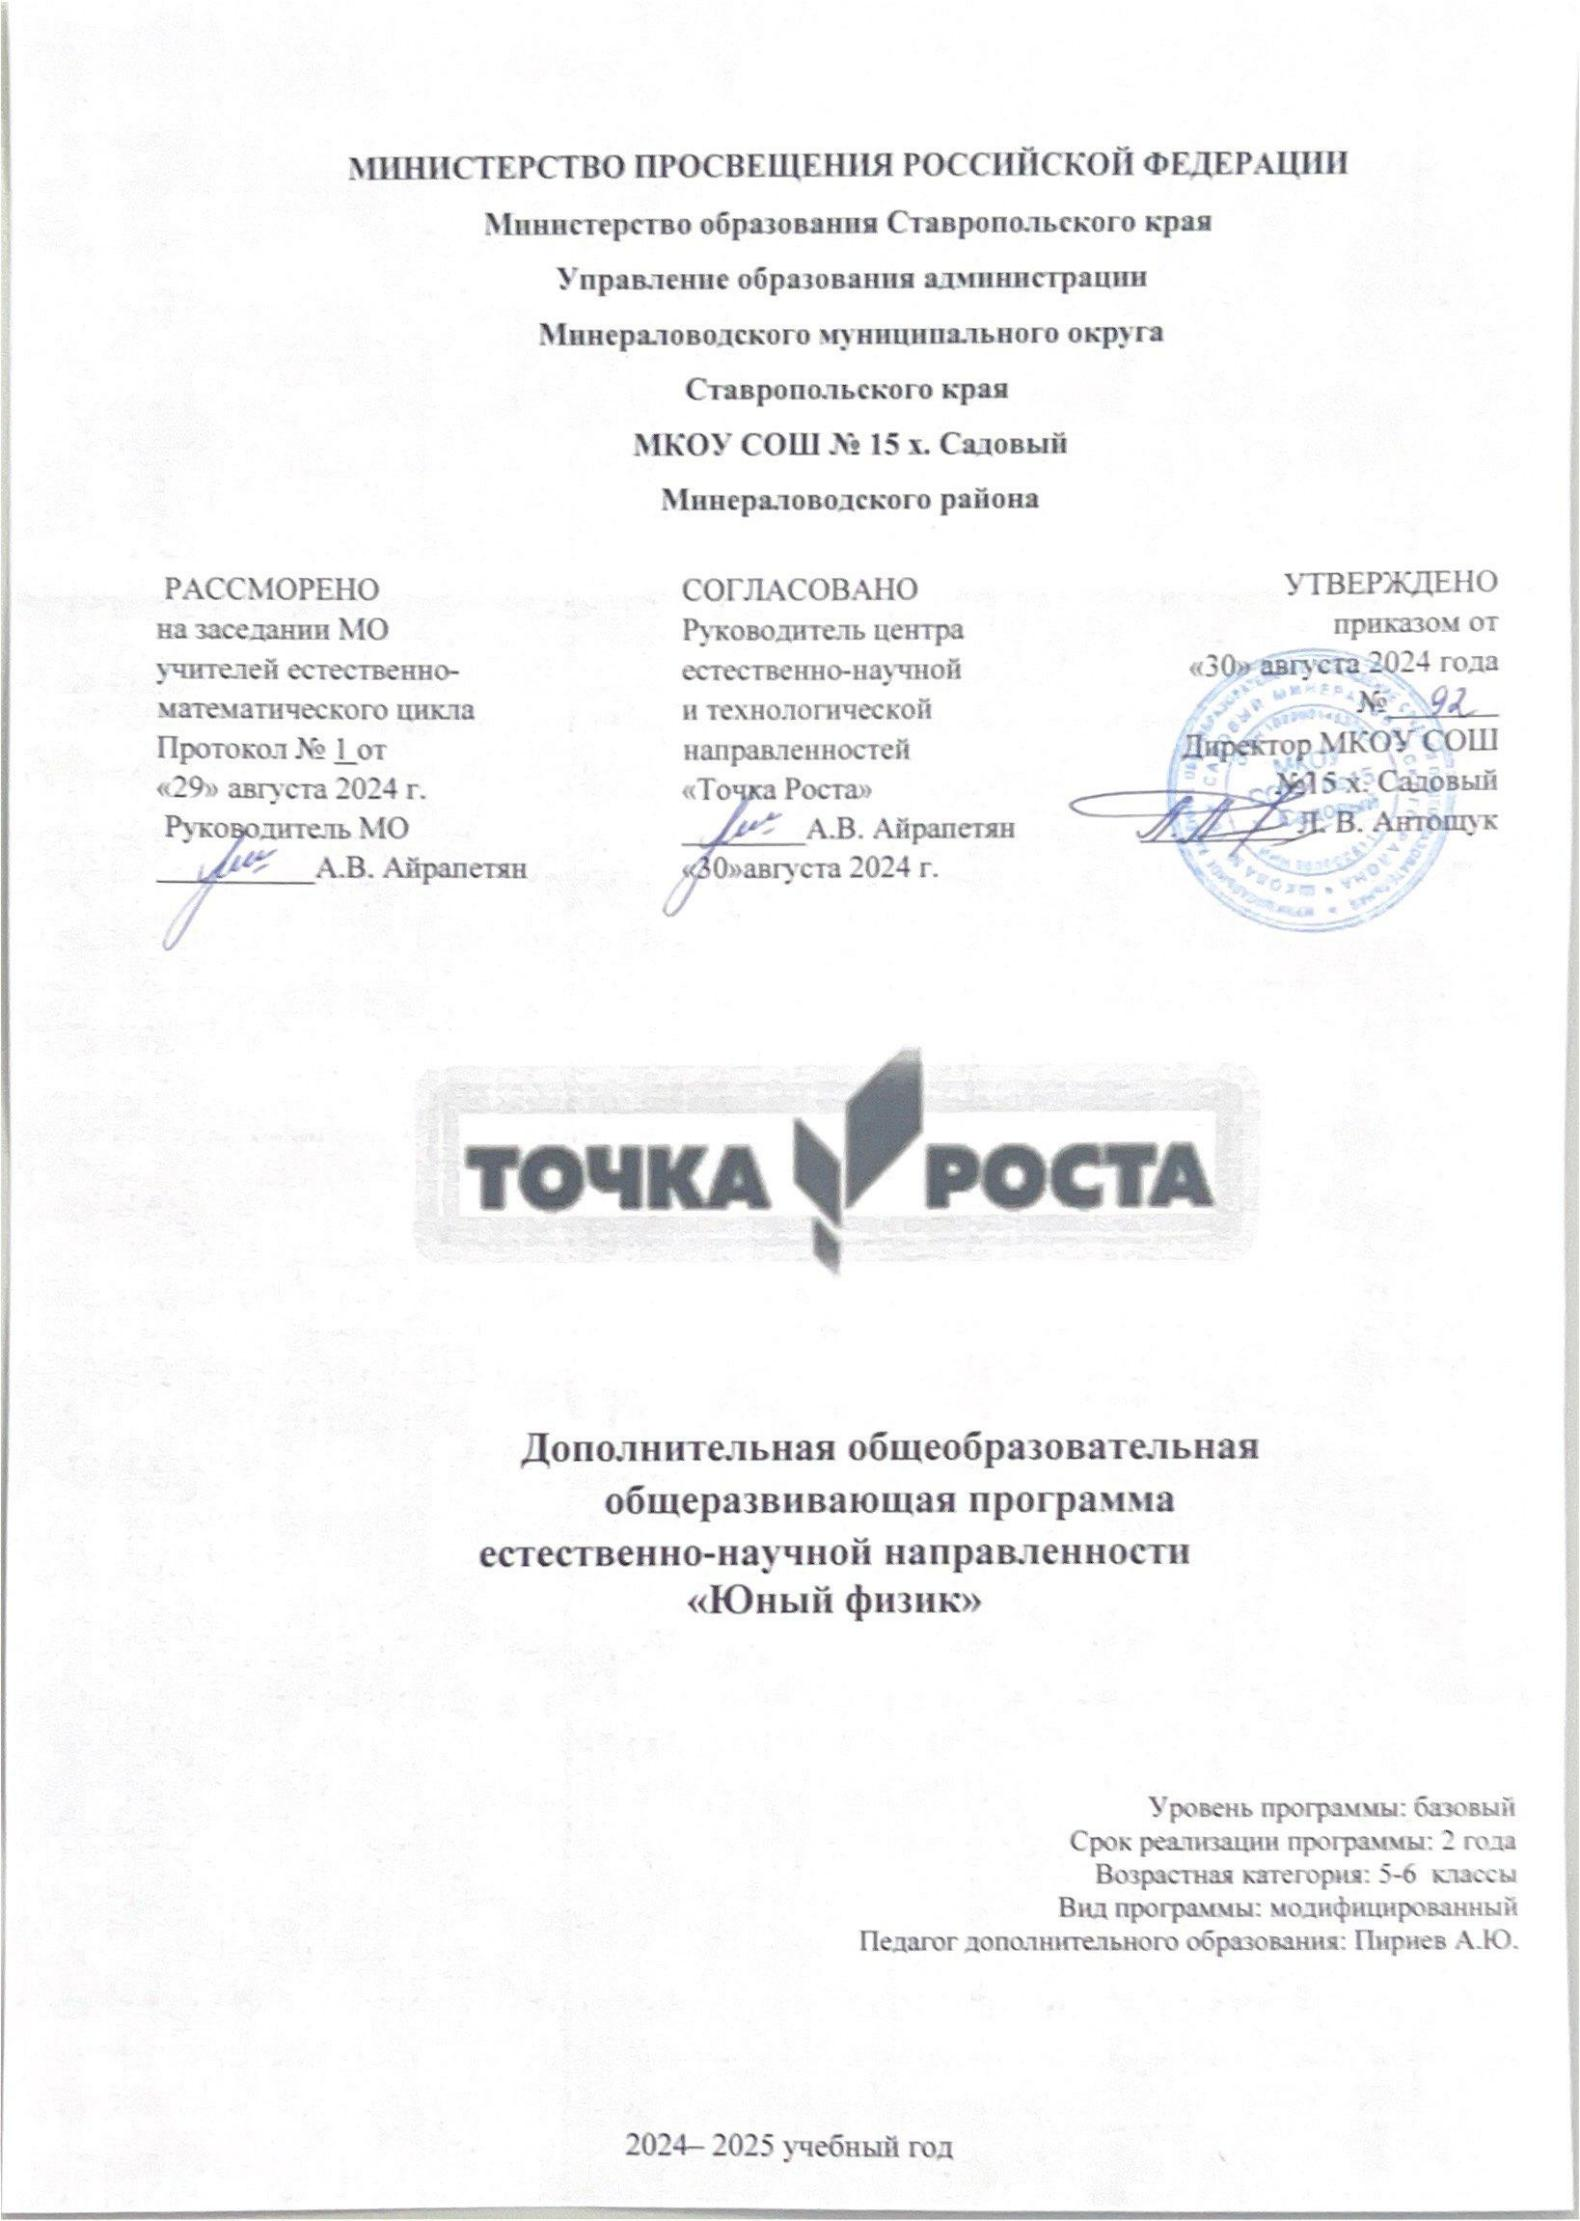 МИНИСТЕРСТВО ПРОСВЕЩЕНИЯ РОССИЙСКОЙ ФЕДЕРАЦИИ
Министерство образования Ставропольского края
Управление образования администрации
Минераловодского муниципального округа
Ставропольского края
МКОУ СОШ № 15 х. Садовый
Минераловодского района
РАССМОРЕНО
на заседании МО
учителей естественно-
математического цикла
Протокол № 1 от
«29» августа 2024 г.
Руководитель МО
__________А.В. Айрапетян
СОГЛАСОВАНО
Руководитель центра
естественно-научной
и технологической
направленностей
«Точка Роста»
________А.В. Айрапетян
«30»августа 2024 г.
УТВЕРЖДЕНО
приказом от
«30» августа 2024 года
№ 92
Директор МКОУ СОШ
№15 х. Садовый
__________Л. В. Антощук
ТОЧКА РОСТА
Дополнительная общеобразовательная
общеразвивающая программа
естественно-научной направленности
«Юный физик»
Уровень программы: базовый
Срок реализации программы: 2 года
Возрастная категория: 5-6 классы
Вид программы: модифицированный
Педагог дополнительного образования: Пириев А.Ю.
2024– 2025 учебный год